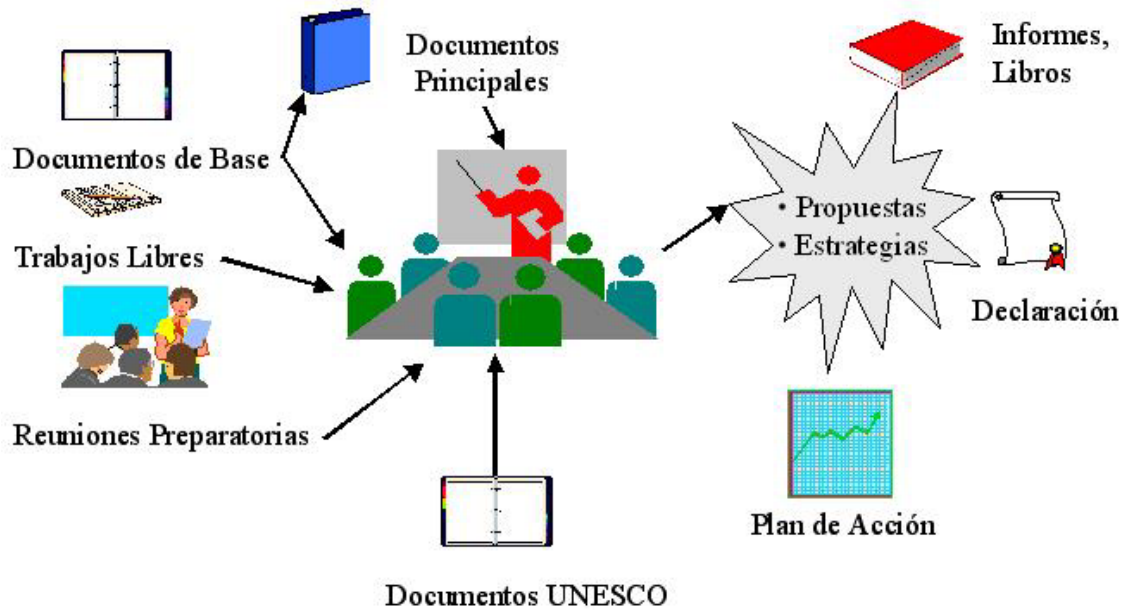 Documentos
Principales
Informes,
Libros
Documentos de Base
• Propuestas
• Estrategias
Trabajos Libres
Declaración
Reuniones Preparatorias
Plan de Acción
Documentos UNESCO